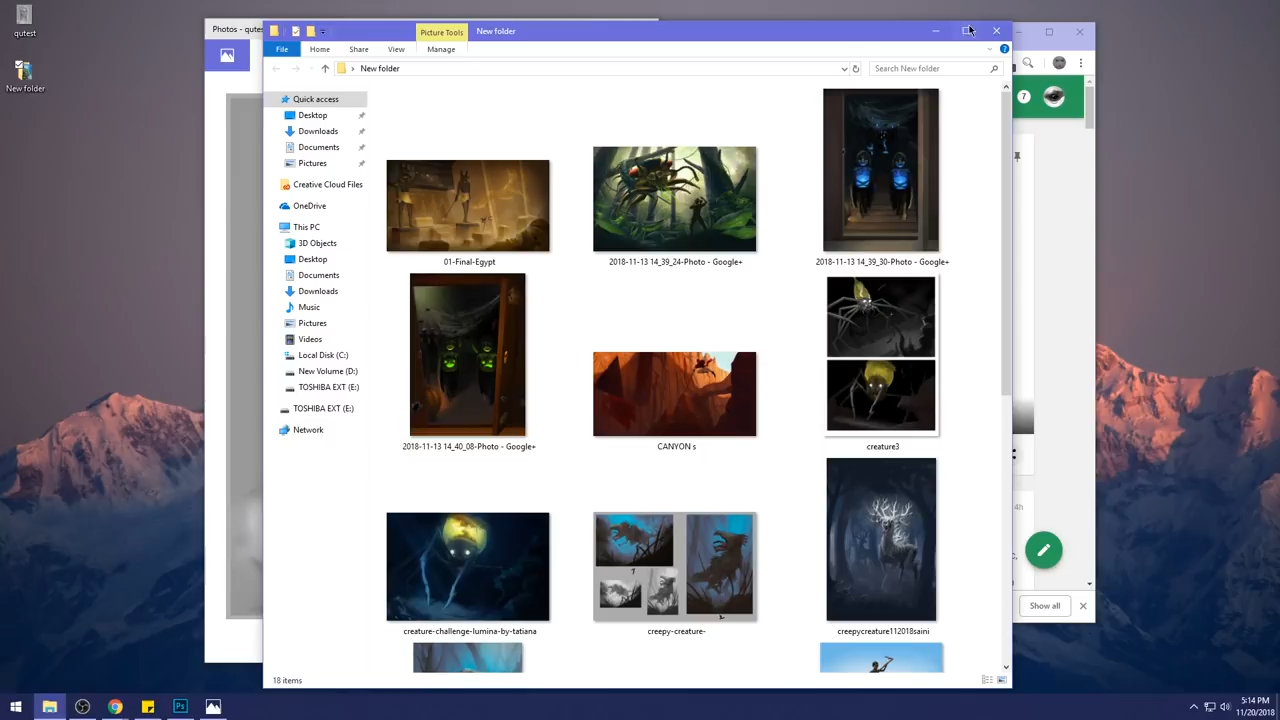 qutest
New folder
Photos - qutes
Picture Tools
New folder
File
Home
Share
View
Manage
New folder
Search New folder
7
Quick access
Desktop
Downloads
Documents
Pictures
Creative Cloud Files
OneDrive
This PC
3D Objects
Desktop
Documents
Downloads
Music
Pictures
Videos
Local Disk (C:)
New Volume (D:)
TOSHIBA EXT (E:)
TOSHIBA EXT (E:)
Network
01-Final-Egypt
2018-11-13 14_39_24-Photo - Google+
2018-11-13 14_39_30-Photo - Google+
2018-11-13 14_40_08-Photo - Google+
CANYON s
creature3
creature-challenge-lumina-by-tatiana
creepy-creature-
creepycreature112018saini
4h
Show all
18 items
Ps
5:14 PM
11/20/2018